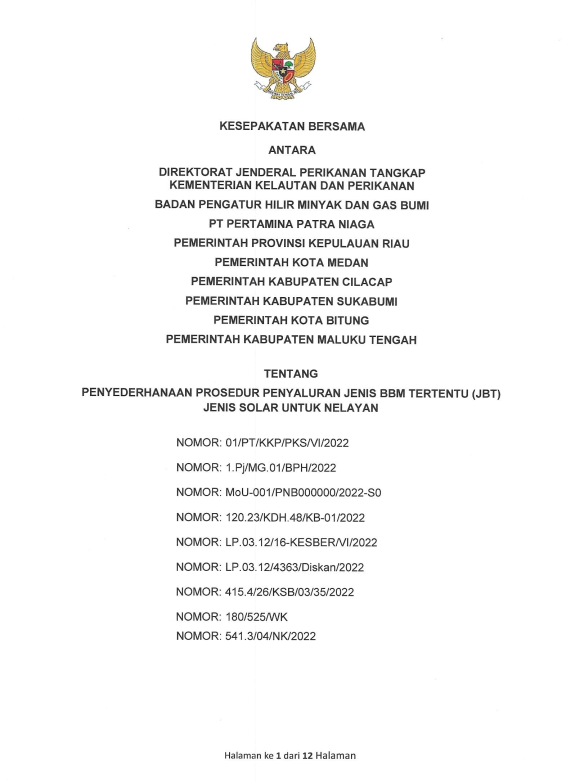 KESEPAKATAN BERSAMA
ANTARA
DIREKTORAT JENDERAL PERIKANAN TANGKAP
KEMENTERIAN KELAUTAN DAN PERIKANAN
BADAN PENGATUR HILIR MINYAK DAN GAS BUMI
PT PERTAMINA PATRA NIAGA
PEMERINTAH PROVINSI KEPULAUAN RIAU
PEMERINTAH KOTA MEDAN
PEMERINTAH KABUPATEN CILACAP
PEMERINTAH KABUPATEN SUKABUMI
PEMERINTAH KOTA BITUNG
PEMERINTAH KABUPATEN MALUKU TENGAH
TENTANG
PENYEDERHANAAN PROSEDUR PENYALURAN JENIS BBM TERTENTU (JBT)
JENIS SOLAR UNTUK NELAYAN
NOMOR: 01/PT/KKP/PKS/VI/2022
NOMOR: 1.Pj/MG.01/BPH/2022
NOMOR: MoU-001/PNB000000/2022-S0
NOMOR: 120.23/KDH.48/KB-01/2022
NOMOR: LP.03.12/16-KESBER/VI/2022
NOMOR: LP.03.12/4363/Diskan/2022
NOMOR: 415.4/26/KSB/03/35/2022
NOMOR: 180/525/WK
NOMOR: 541.3/04/NK/2022
Halaman ke 1 dari 12 Halaman